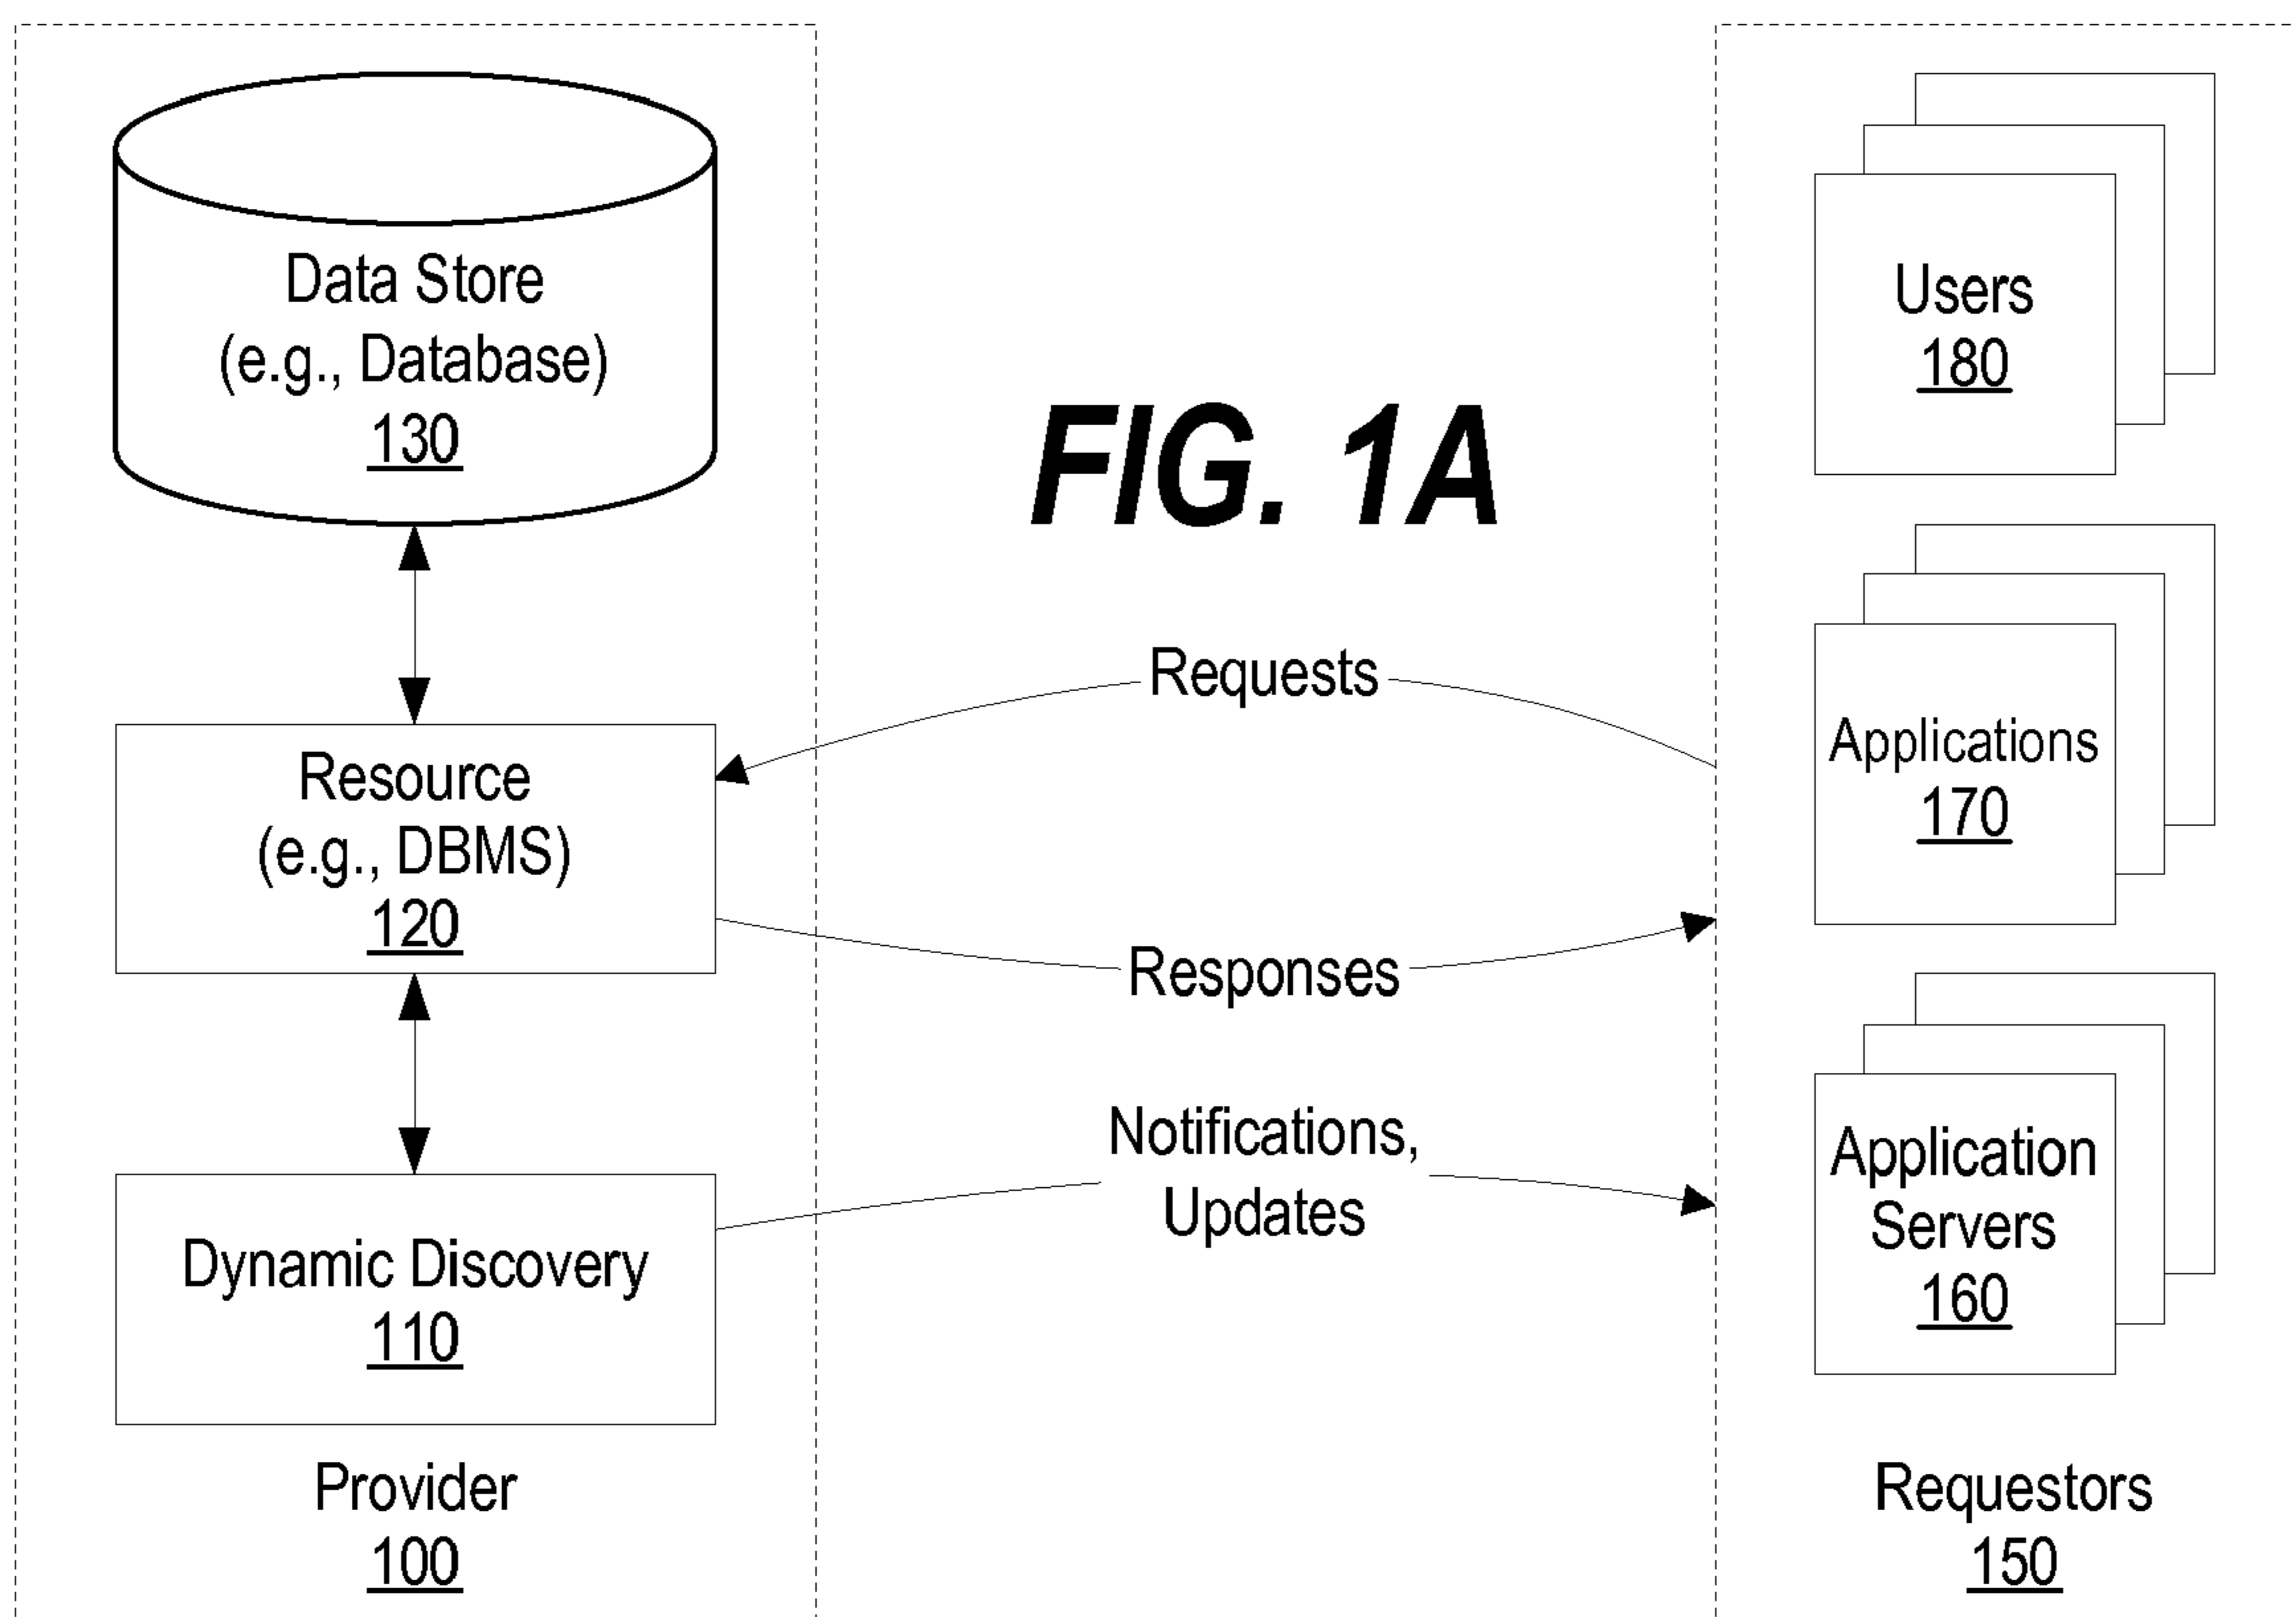 Data Store
(e.g., Database)
130
Resource
(e.g., DBMS)
120
Dynamic Discovery
110
Provider
100
FIG. 1A
Requests
Responses
Notifications,
Updates
Users
180
Applications
170
Application
Servers
160
Requestors
150